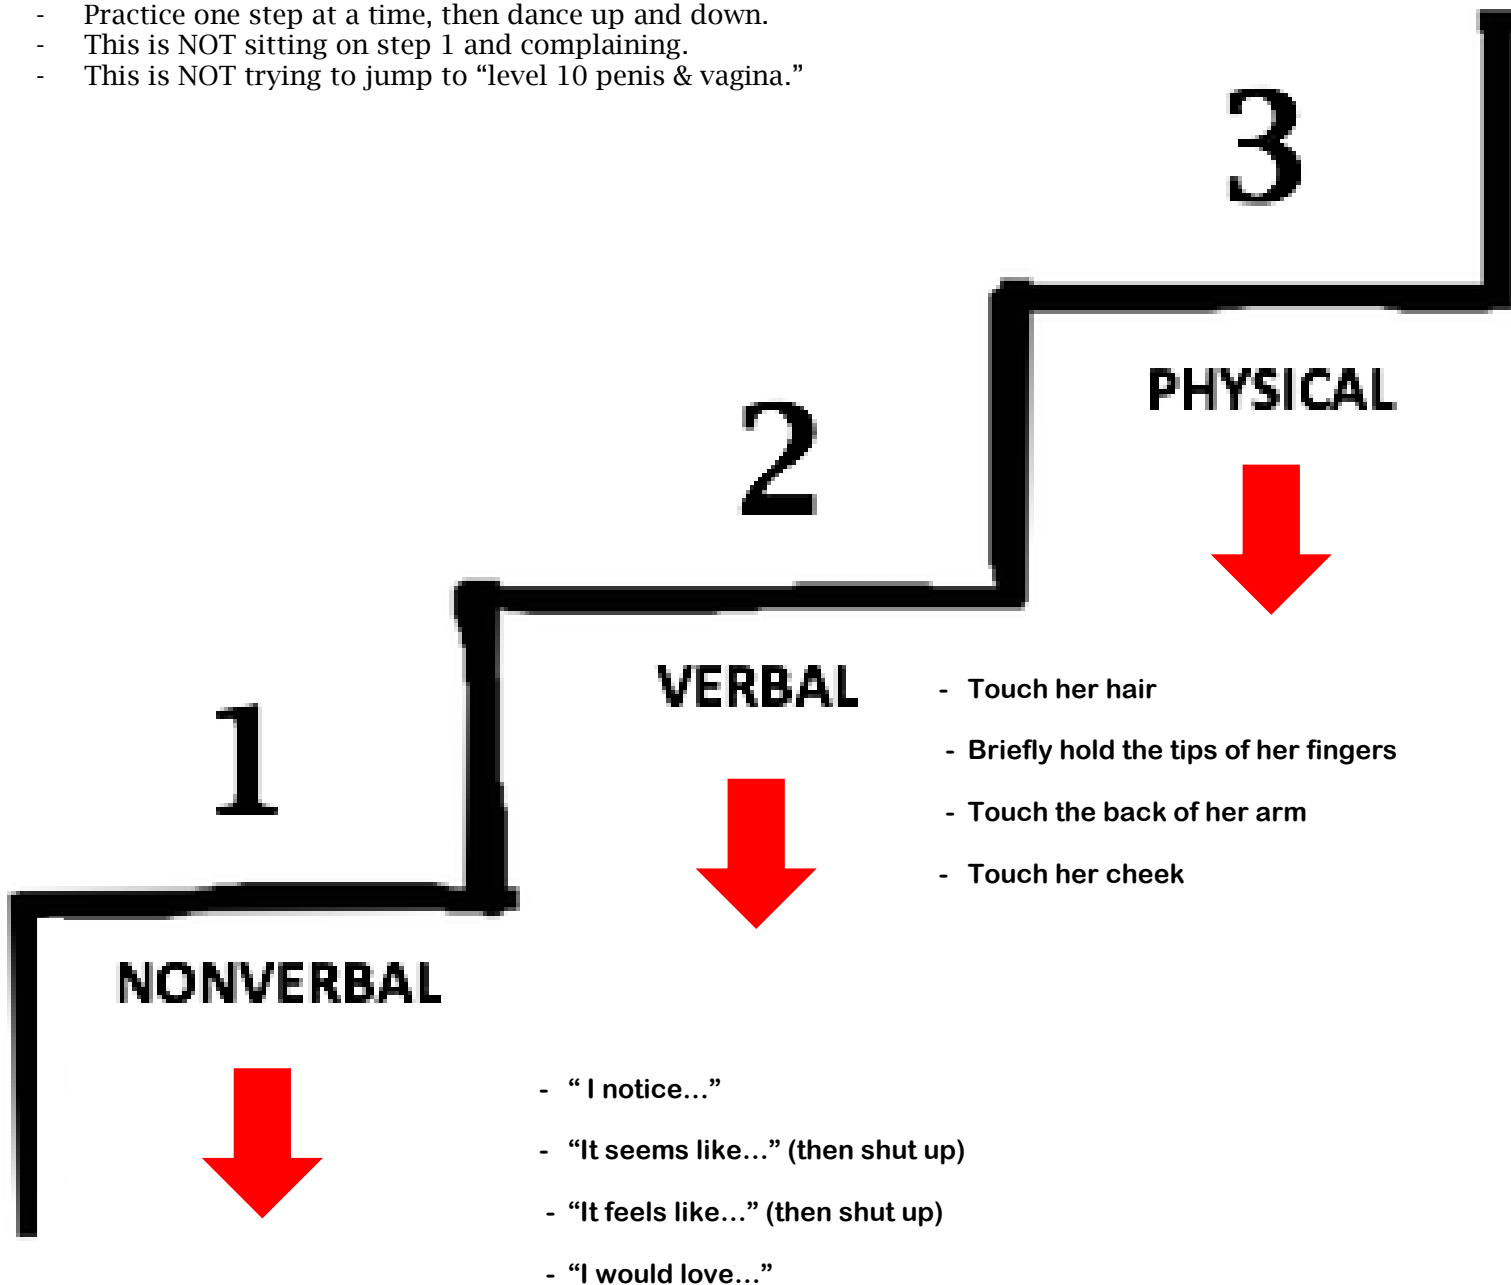 - Practice one step at a time, then dance up and down.
- This is NOT sitting on step 1 and complaining.
- This is NOT trying to jump to “level 10 penis & vagina.”
3
PHYSICAL
2
VERBAL
- Touch her hair
- Briefly hold the tips of her fingers
- Touch the back of her arm
- Touch her cheek
1
NONVERBAL
- “ I notice…”
- “It seems like…” (then shut up)
- “It feels like…” (then shut up)
- “I would love…”